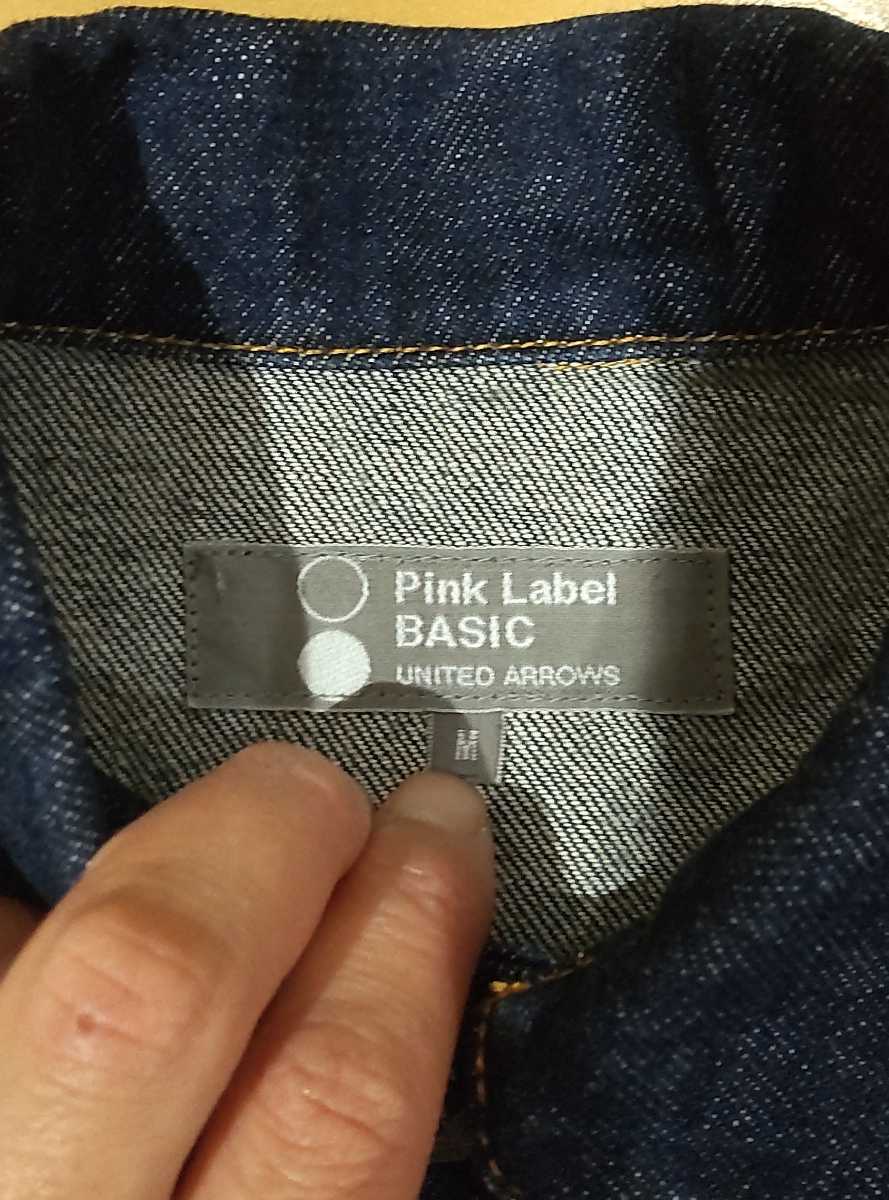 Pink Label
BASIC
UNITED ARROWS